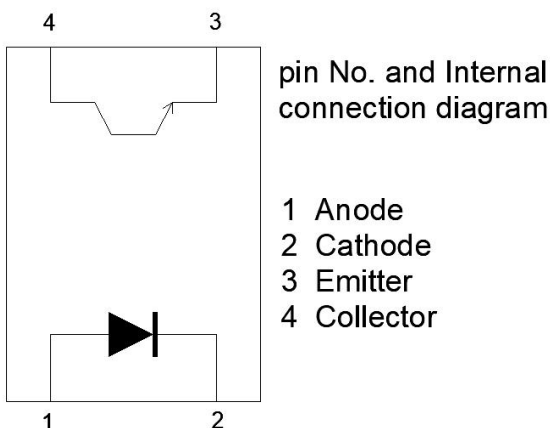 4 3
pin No. and Internal
connection diagram
1 Anode
2 Cathode
3 Emitter
4 Collector
1 2